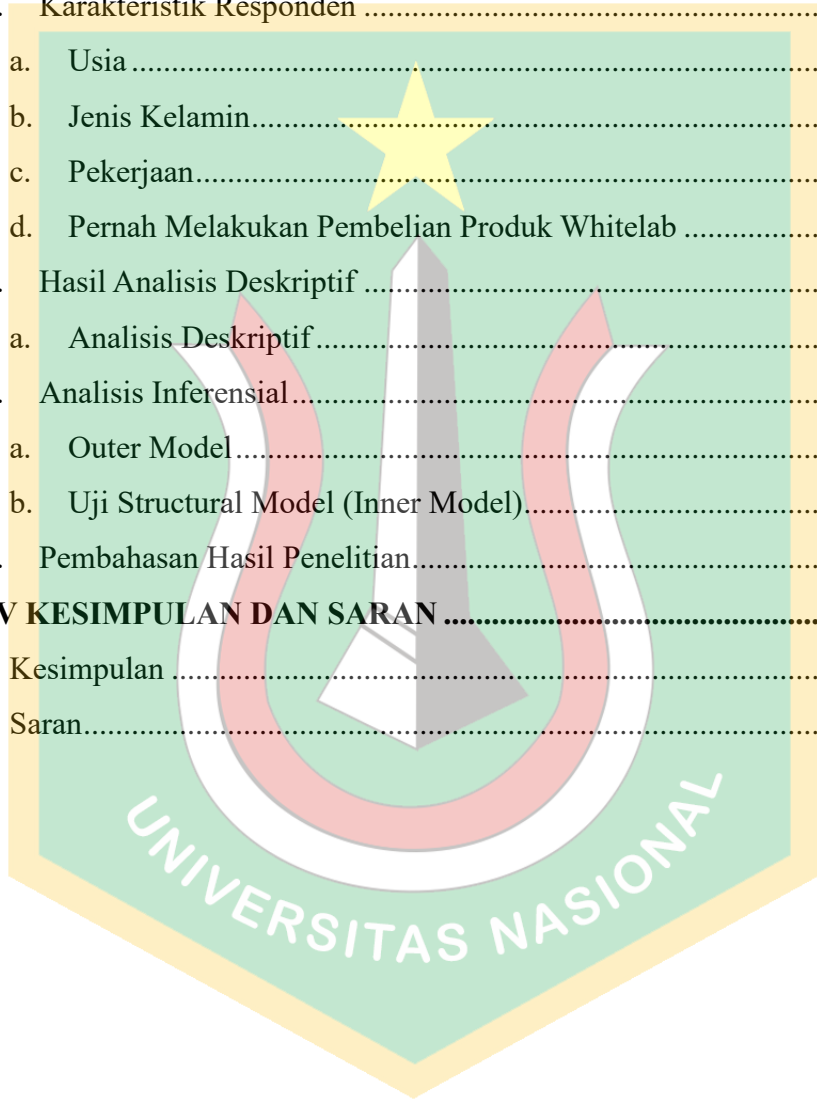 . Karakteristik Responden ..........................................................
a. Usia ..........................................................................................
b. Jenis Kelamin...........................................................................
c. Pekerjaan..................................................................................
d. Pernah Melakukan Pembelian Produk Whitelab .................
. Hasil Analisis Deskriptif ..........................................................
a. Analisis Deskriptif ...................................................................
. Analisis Inferensial...................................................................
a. Outer Model.............................................................................
b. Uji Structural Model (Inner Model).......................................
. Pembahasan Hasil Penelitian...................................................
V KESIMPULAN DAN SARAN ................................................
Kesimpulan .................................................................................
Saran............................................................................................
UNIVERSITAS NASIONAL